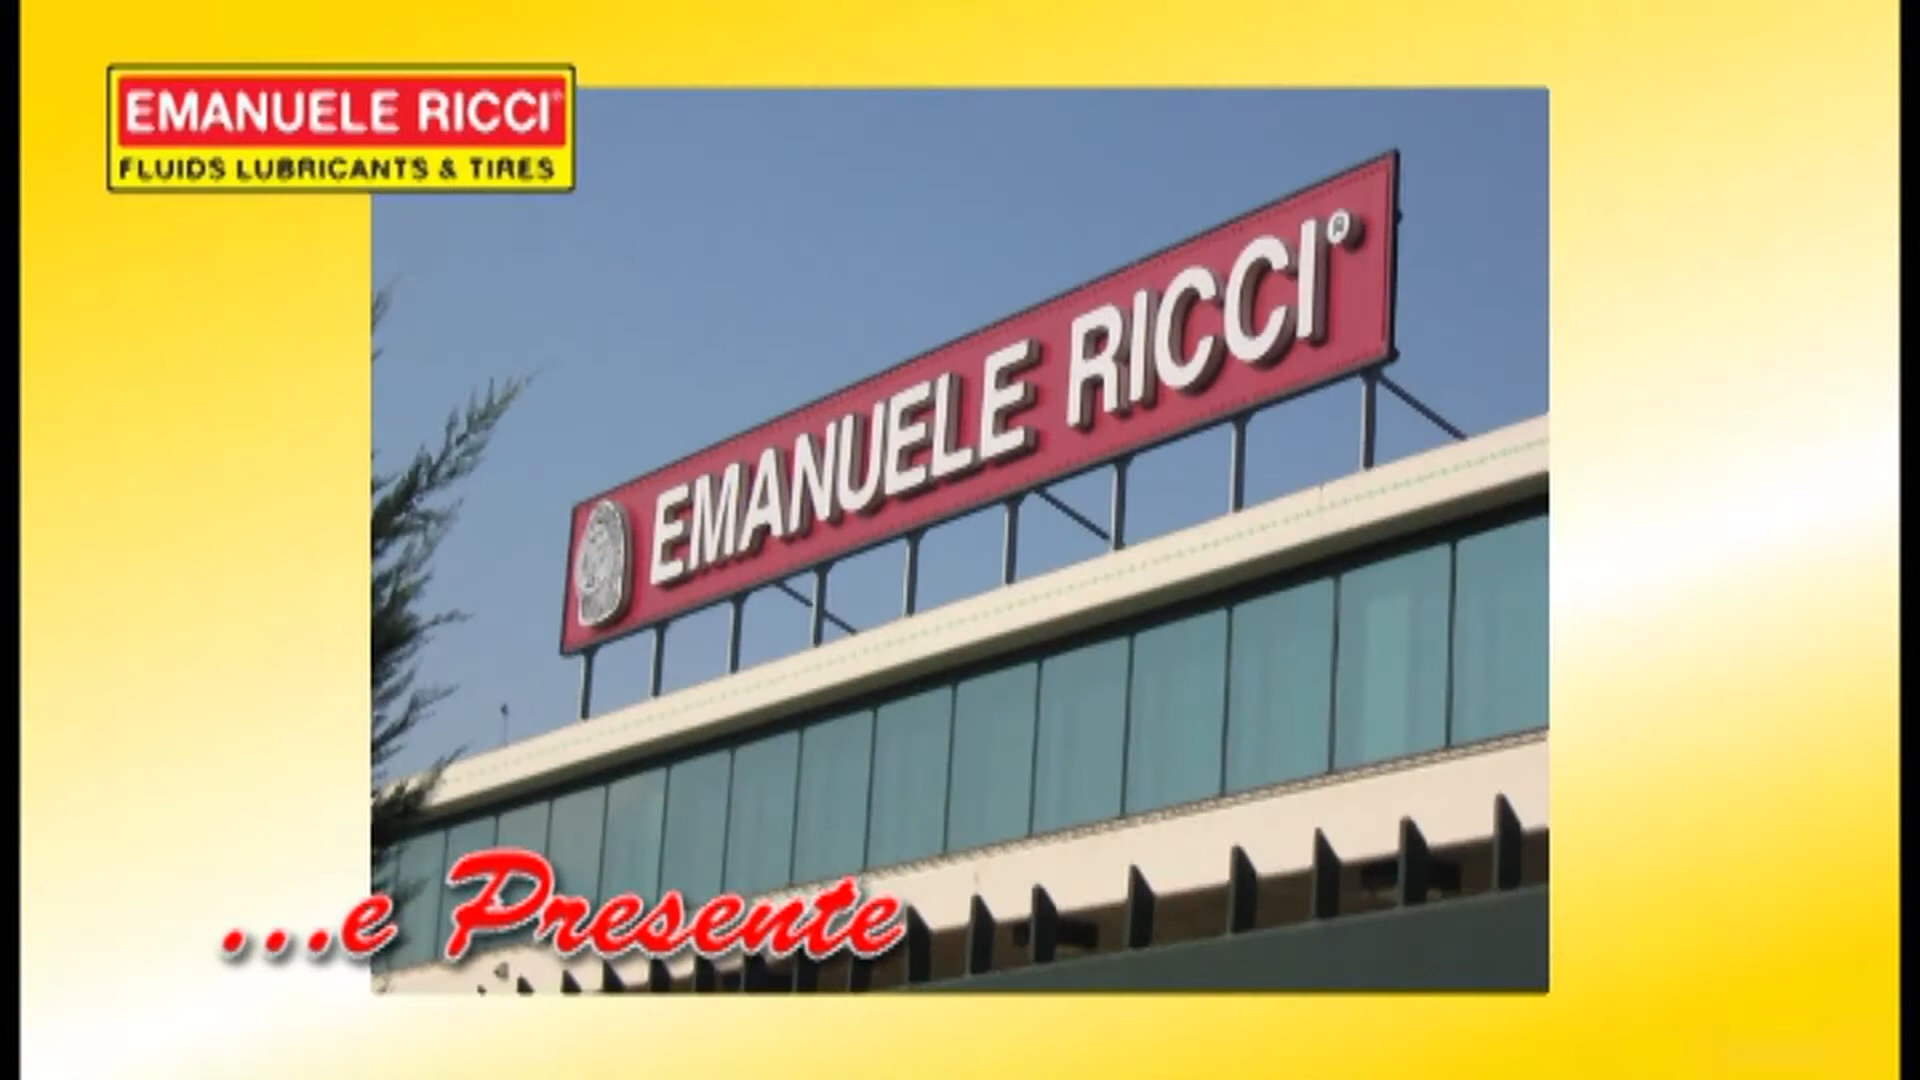 EMANUELE RICCI®
FLUIDS LUBRICANTS & TIRES
EMANUELE RICCI®
...e Presente